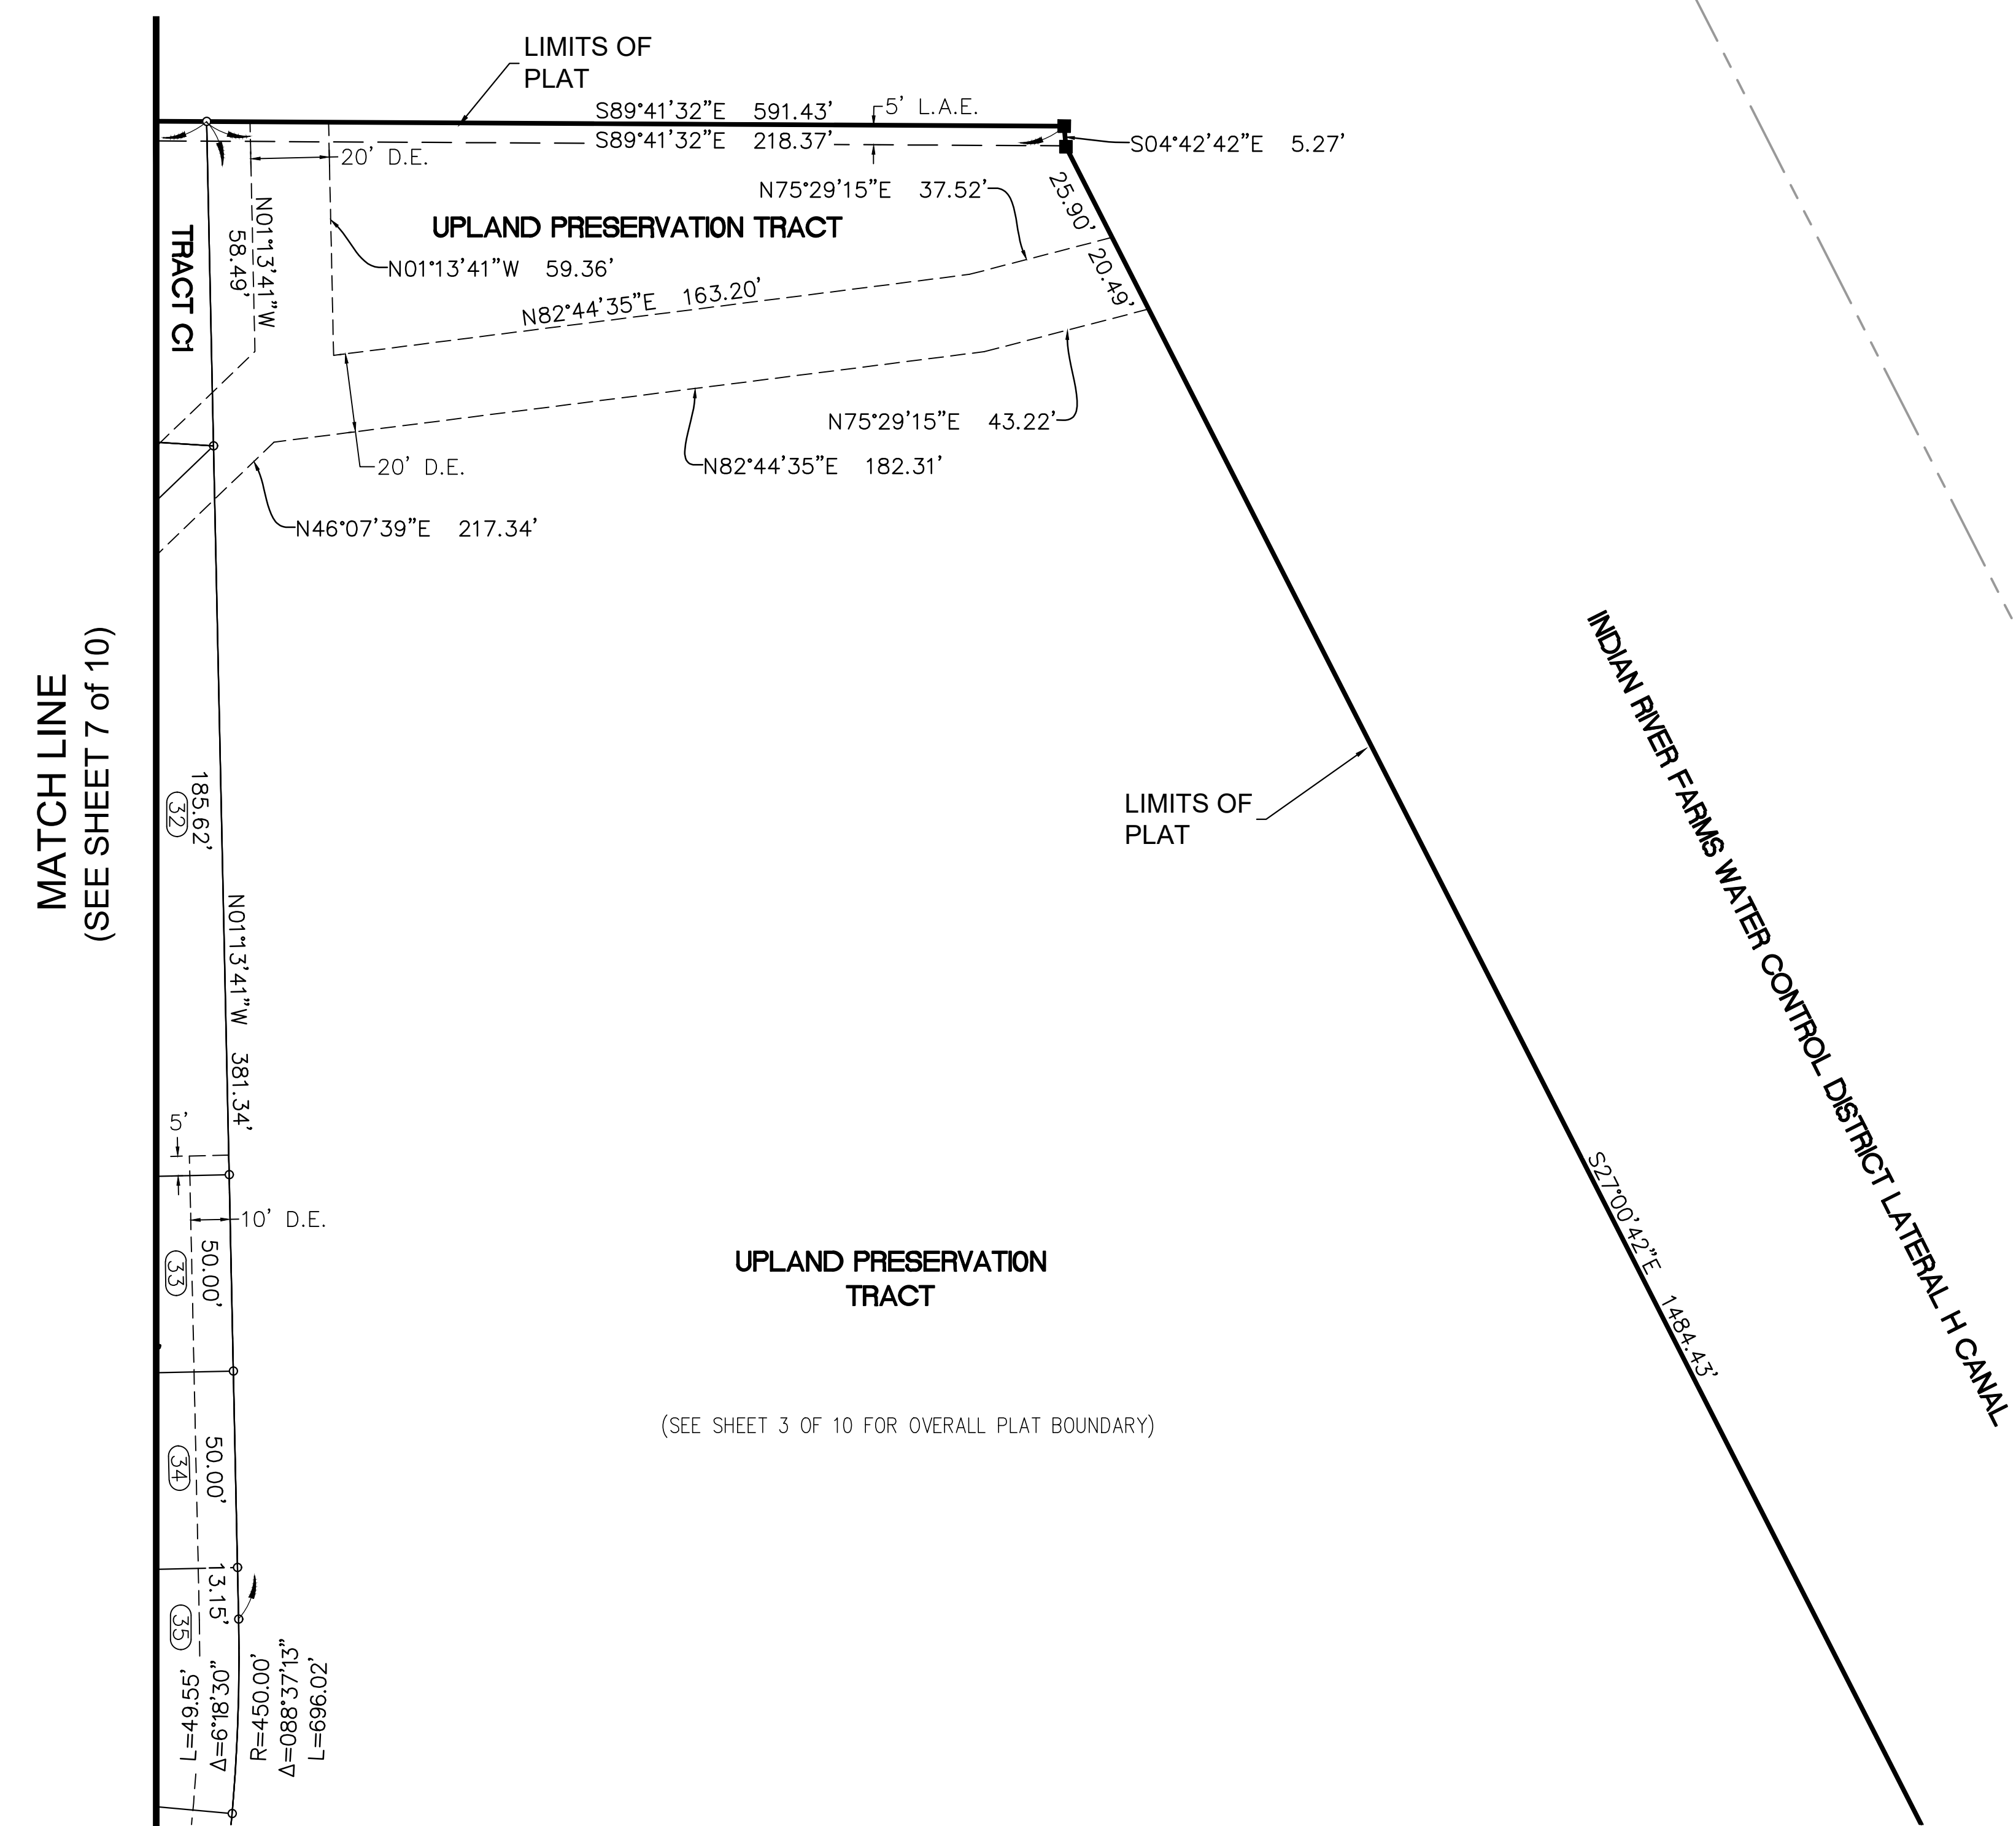 LIMITS OF
PLAT
S89°41'32"E 591.43'
5' L.A.E.
S89°41'32"E 218.37'
S04°42'42"E 5.27'
20' D.E.
N75°29'15"E 37.52'
25.90'
UPLAND PRESERVATION TRACT
N01°13'41"W
58.49'
TRACT C1
N01°13'41"W 59.36'
20.49'
N82°44'35"E 163.20'
N75°29'15"E 43.22'
20' D.E.
N82°44'35"E 182.31'
N46°07'39"E 217.34'
MATCH LINE
(SEE SHEET 7 of 10)
INDIAN RIVER FARMS WATER CONTROL DISTRICT LATERAL H CANAL
185.62'
32
LIMITS OF
PLAT
N01°13'41"W 381.34'
5'
10' D.E.
S27°00'42"E 1484.43'
50.00'
33
UPLAND PRESERVATION
TRACT
(SEE SHEET 3 OF 10 FOR OVERALL PLAT BOUNDARY)
50.00'
34
13.15'
35
L=49.55'
Δ=6°18'30"
R=450.00'
Δ=088°37'13"
L=696.02'